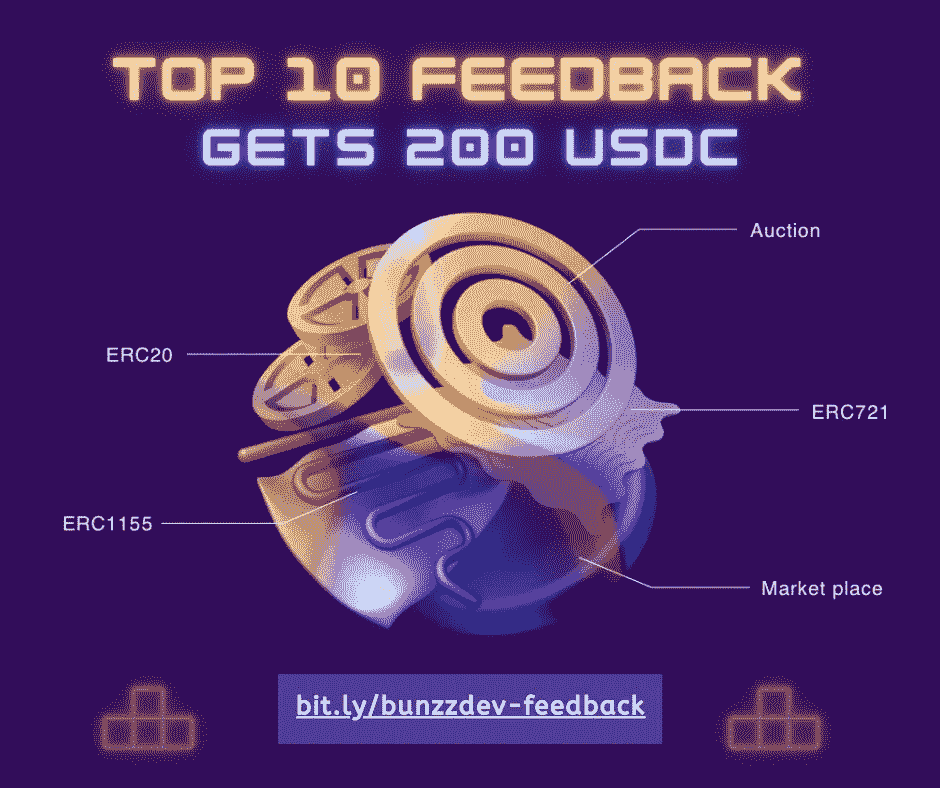 TOP 10 FEEDBACK
GETS 200 USDC
Auction
ERC20
ERC721
ERC1155
Market place
bit.ly/bunzzdev-feedback